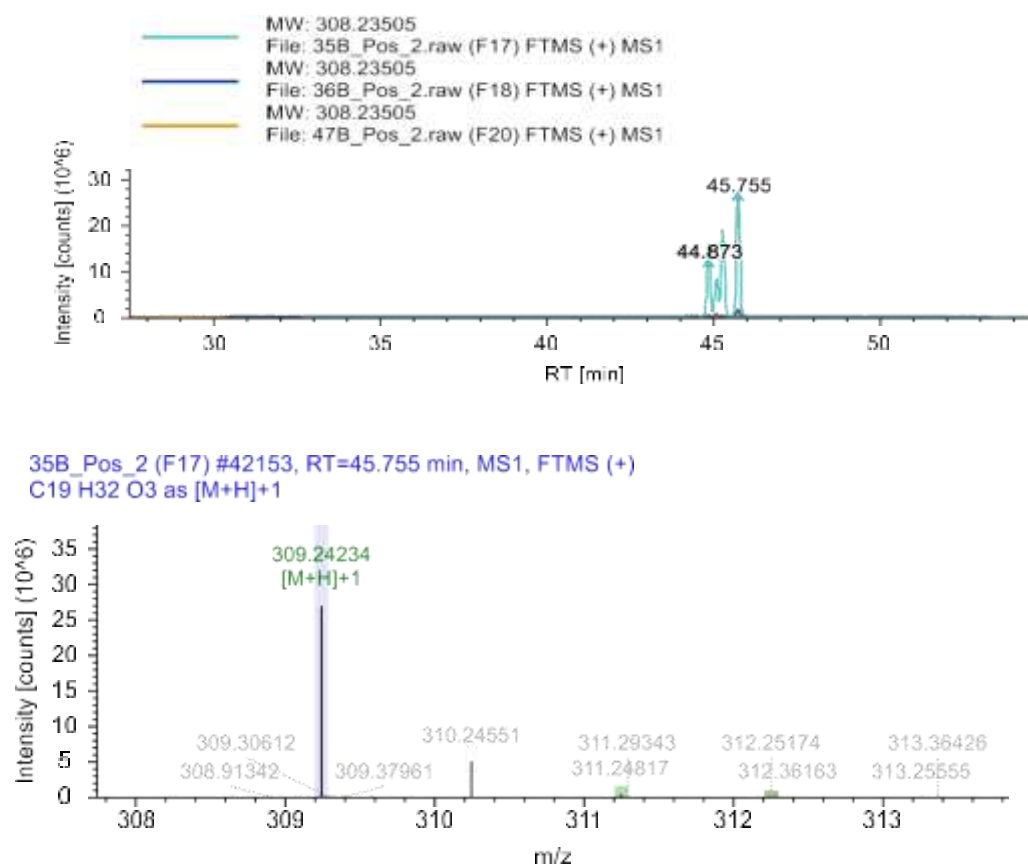 MW: 308.23505
File: 35B_Pos_2.raw (F17) FTMS (+) MS1
MW: 308.23505
File: 36B_Pos_2.raw (F18) FTMS (+) MS1
MW: 308.23505
File: 47B_Pos_2.raw (F20) FTMS (+) MS1
Intensity [counts] (10^6)
30
20
10
0
45.755
44.873
30 35 40 45 50
RT [min]
35B_Pos_2 (F17) #42153, RT=45.755 min, MS1, FTMS (+)
C19 H32 O3 as [M+H]+1
Intensity [counts] (10^6)
35
30
25
20
15
10
5
0
309.24234
[M+H]+1
309.30612 310.24551 311.29343 312.25174 313.36426
308.91342 309.37961 311.24817 312.36163 313.25555
308 309 310 311 312 313
m/z